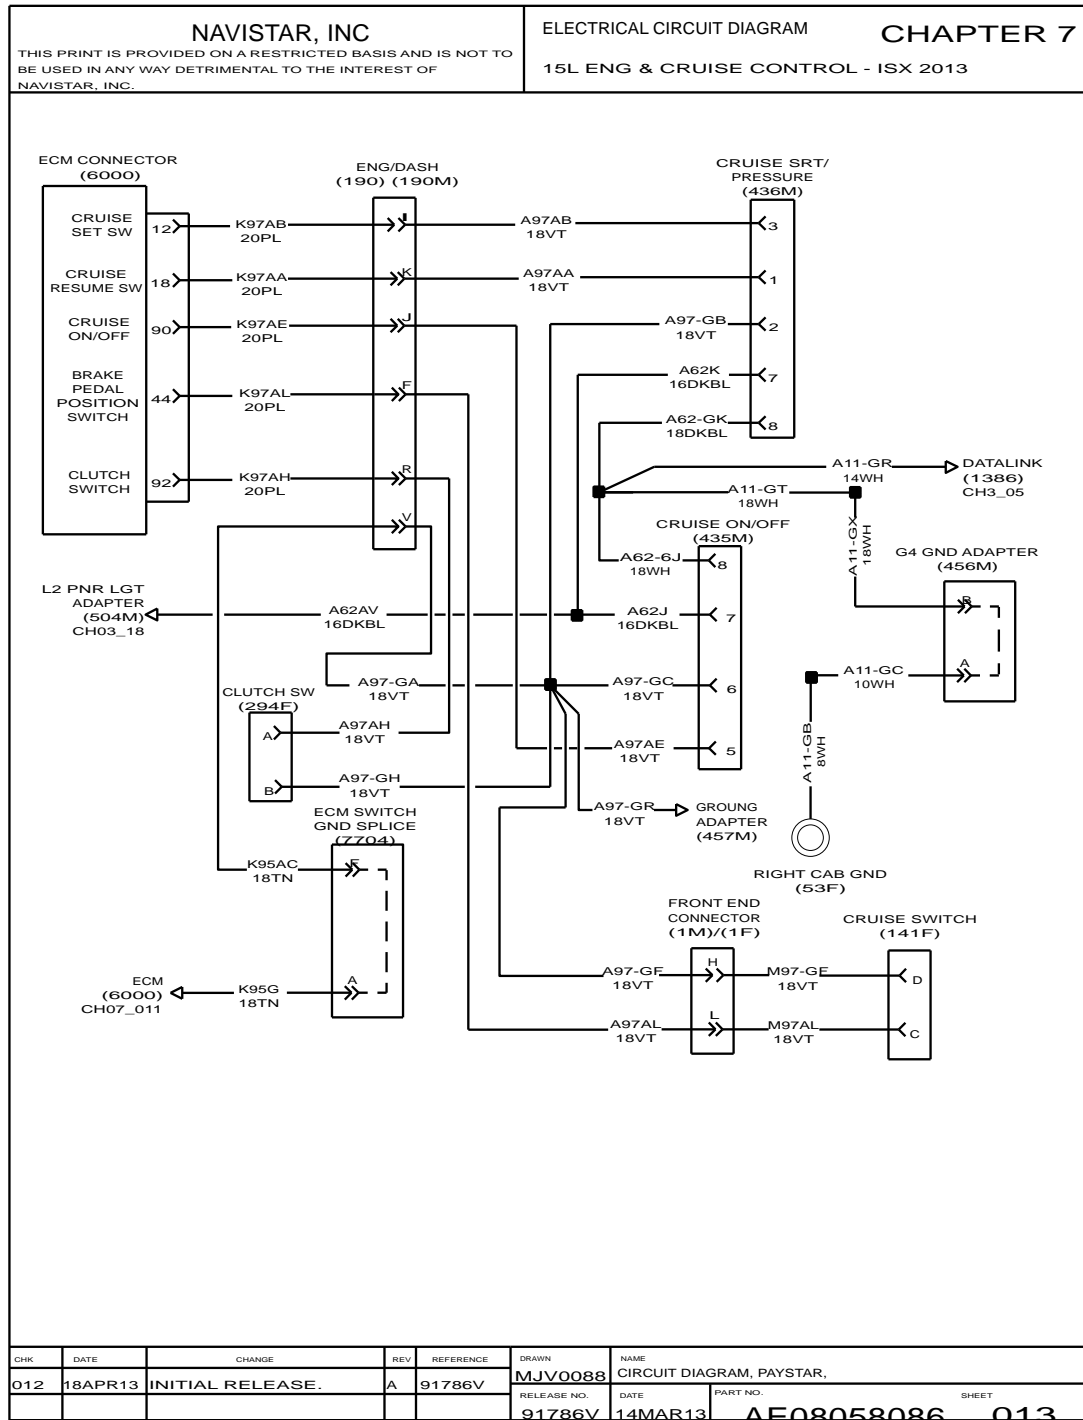 NAVISTAR, INC
THIS PRINT IS PROVIDED ON A RESTRICTED BASIS AND IS NOT TO
BE USED IN ANY WAY DETRIMENTAL TO THE INTEREST OF
NAVISTAR, INC.
ELECTRICAL CIRCUIT DIAGRAM
CHAPTER 7
15L ENG & CRUISE CONTROL - ISX 2013
ECM CONNECTOR
(6000)
ENG/DASH
(190) (190M)
CRUISE SRT/
PRESSURE
(436M)
CRUISE
SET SW
12
K97AB
20PL
I
A97AB
18VT
3
CRUISE
RESUME SW
18
K97AA
20PL
K
A97AA
18VT
1
CRUISE
ON/OFF
90
K97AE
20PL
J
A97-GB
18VT
2
BRAKE
PEDAL
POSITION
SWITCH
44
K97AL
20PL
F
A62K
16DKBL
7
A62-GK
18DKBL
8
CLUTCH
SWITCH
92
K97AH
20PL
R
V
A11-GR
14WH
DATALINK
(1386)
CH3_05
A11-GT
18WH
A11-GX
18WH
CRUISE ON/OFF
(435M)
G4 GND ADAPTER
(456M)
A62-6J
18WH
8
B
L2 PNR LGT
ADAPTER
(504M)
CH03_18
A62AV
16DKBL
A62J
16DKBL
7
A11-GC
10WH
A
A97-GA
18VT
A97-GC
18VT
6
CLUTCH SW
(294F)
A
A97AH
18VT
A97AE
18VT
5
A11-GB
8WH
B
A97-GH
18VT
ECM SWITCH
GND SPLICE
(7704)
A97-GR
18VT
GROUNG
ADAPTER
(457M)
K95AC
18TN
F
RIGHT CAB GND
(53F)
FRONT END
CONNECTOR
(1M)/(1F)
CRUISE SWITCH
(141F)
ECM
(6000)
CH07_011
K95G
18TN
A
A97-GF
18VT
H
M97-GF
18VT
D
A97AL
18VT
L
M97AL
18VT
C
CHK DATE CHANGE REV REFERENCE
012 18APR13 INITIAL RELEASE. A 91786V
DRAWN
MJV0088
NAME
CIRCUIT DIAGRAM, PAYSTAR,
RELEASE NO.
91786V
DATE
14MAR13
PART NO.
AE08058086
SHEET
013